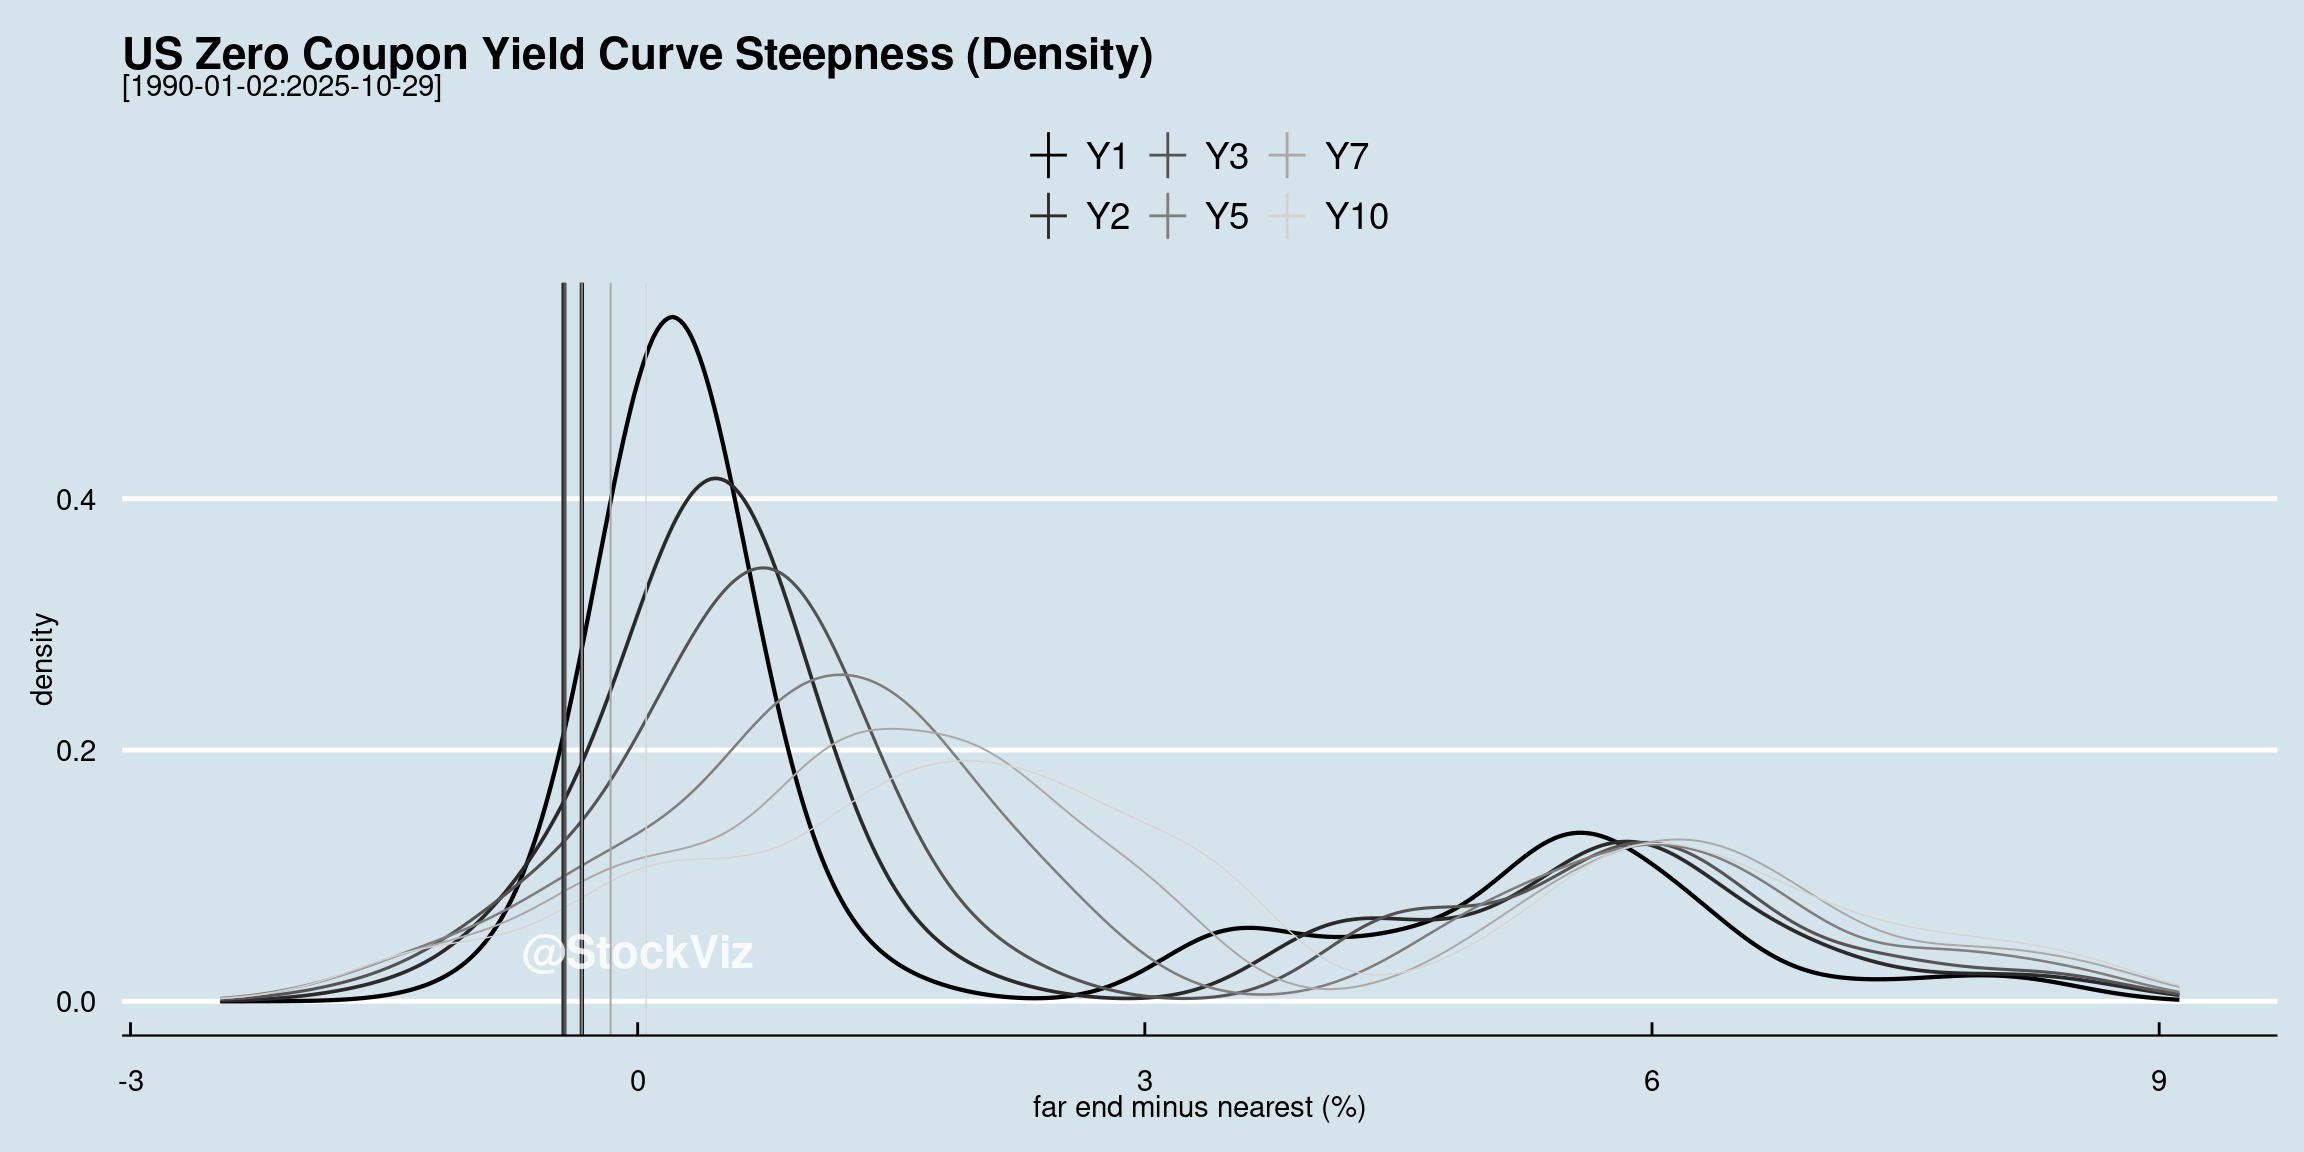 US Zero Coupon Yield Curve Steepness (Density)
[1990-01-02:2025-10-29]
Y1 Y3 Y7
Y2 Y5 Y10
0.4
0.2
0.0
density
@StockViz
-3 0 3 6 9
far end minus nearest (%)